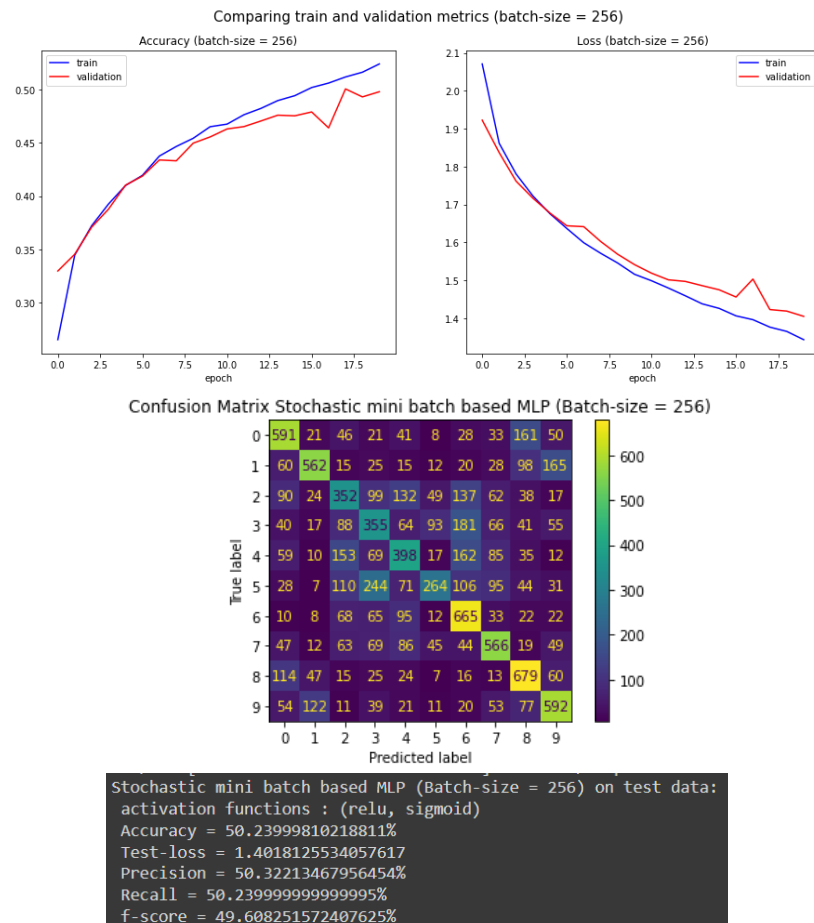 Comparing train and validation metrics (batch-size = 256)
Accuracy (batch-size = 256)
train
validation
0.50
0.45
0.40
0.35
0.30
0.0 2.5 5.0 7.5 10.0 12.5 15.0 17.5
epoch
Loss (batch-size = 256)
train
validation
2.1
2.0
1.9
1.8
1.7
1.6
1.5
1.4
0.0 2.5 5.0 7.5 10.0 12.5 15.0 17.5
epoch
Confusion Matrix Stochastic mini batch based MLP (Batch-size = 256)
True label
0 591 21 46 21 41 8 28 33 161 50
1 60 562 15 25 15 12 20 28 98 165
2 90 24 352 99 132 49 137 62 38 17
3 40 17 88 355 64 93 181 66 41 55
4 59 10 153 69 398 17 162 85 35 12
5 28 7 110 244 71 264 106 95 44 31
6 10 8 68 65 95 12 665 33 22 22
7 47 12 63 69 86 45 44 566 19 49
8 114 47 15 25 24 7 16 13 679 60
9 54 122 11 39 21 11 20 53 77 592
0 1 2 3 4 5 6 7 8 9
Predicted label
600
500
400
300
200
100
Stochastic mini batch based MLP (Batch-size = 256) on test data:
activation functions : (relu, sigmoid)
Accuracy = 50.23999810218811%
Test-loss = 1.4018125534057617
Precision = 50.32213467956454%
Recall = 50.239999999999995%
f-score = 49.608251572407625%